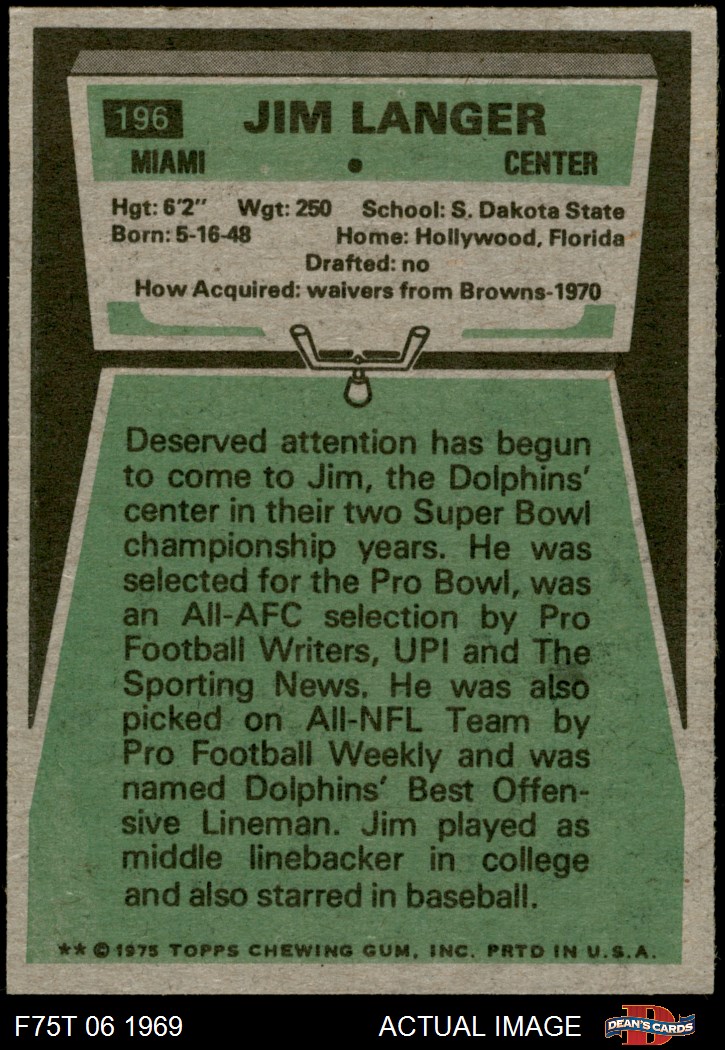 196 JIM LANGER
MIAMI • CENTER
Hgt: 6'2" Wgt: 250 School: S. Dakota State
Born: 5-16-48 Home: Hollywood, Florida
Drafted: no
How Acquired: waivers from Browns-1970
Deserved attention has begun
to come to Jim, the Dolphins'
center in their two Super Bowl
championship years. He was
selected for the Pro Bowl, was
an All-AFC selection by Pro
Football Writers, UPI and The
Sporting News. He was also
picked on All-NFL Team by
Pro Football Weekly and was
named Dolphins' Best Offen-
sive Lineman. Jim played as
middle linebacker in college
and also starred in baseball.
** © 1975 TOPPS CHEWING GUM, INC. PRTD IN U.S.A.
F75T 06 1969 ACTUAL IMAGE D DEAN'S CARDS